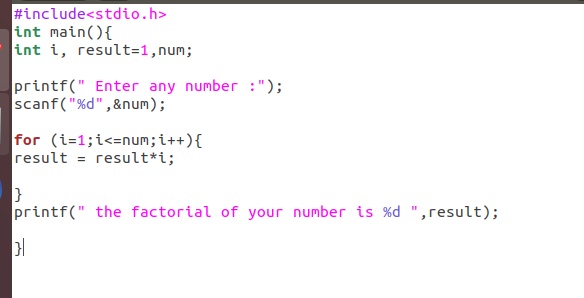 #include<stdio.h>
int main(){
int i, result=1,num;
printf(" Enter any number :");
scanf("%d",&num);
for (i=1;i<=num;i++){
result = result*i;
}
printf(" the factorial of your number is %d ",result);
}